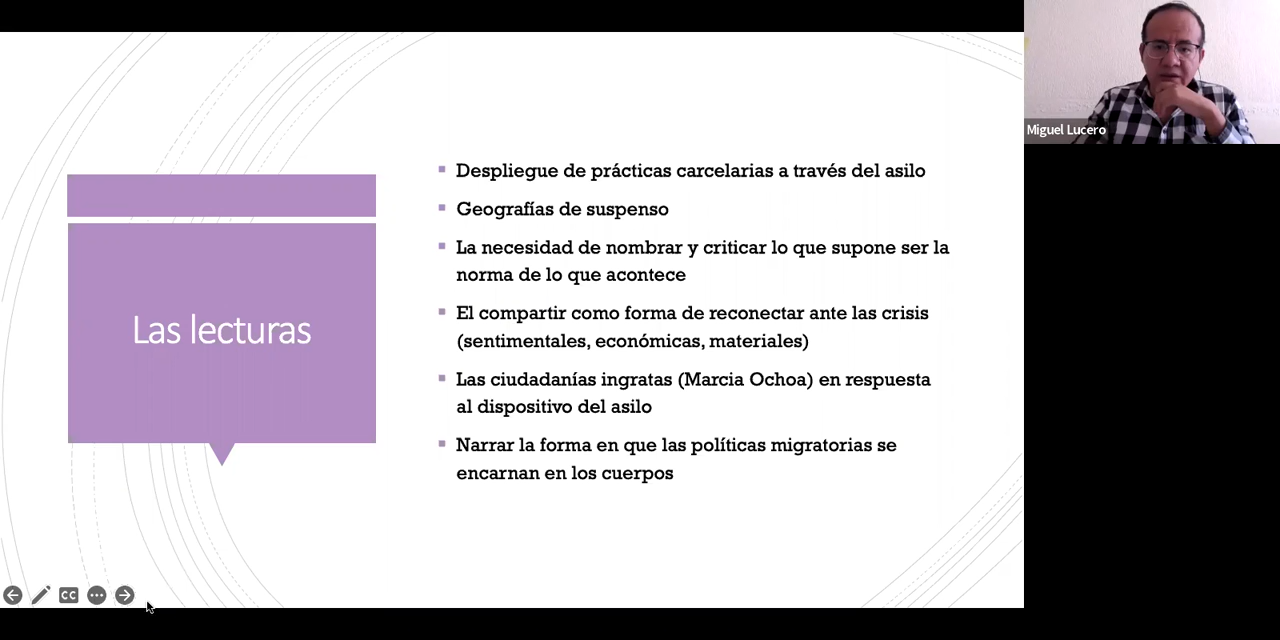 Las lecturas
Despliegue de prácticas carcelarias a través del asilo
Geografías de suspenso
La necesidad de nombrar y criticar lo que supone ser la
norma de lo que acontece
El compartir como forma de reconectar ante las crisis
(sentimentales, económicas, materiales)
Las ciudadanías ingratas (Marcia Ochoa) en respuesta
al dispositivo del asilo
Narrar la forma en que las políticas migratorias se
encarnan en los cuerpos
Miguel Lucero
CC